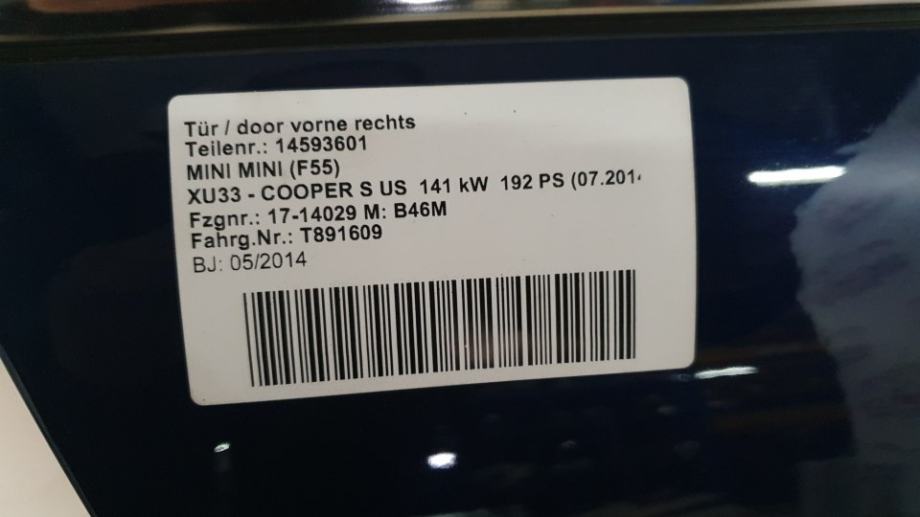 Tür / door vorne rechts
Teilenr.: 14593601
MINI MINI (F55)
XU33 - COOPER S US 141 kW 192 PS (07.201
Fzgnr.: 17-14029 M: B46M
Fahrg.Nr.: T891609
BJ: 05/2014